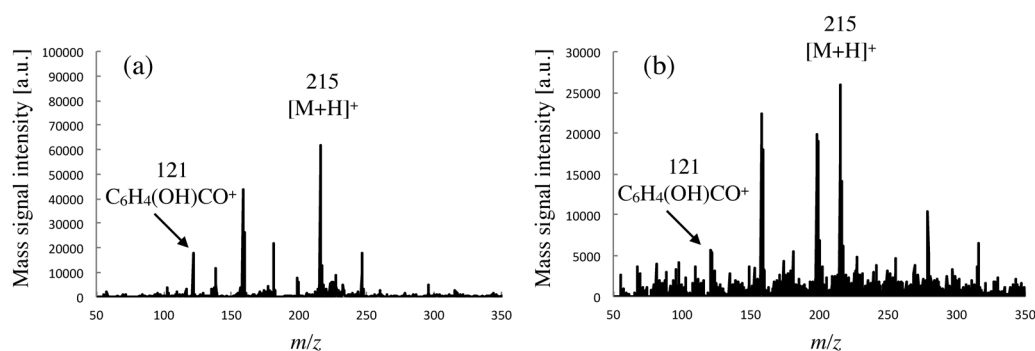 (a)
Mass signal intensity [a.u.]
100000
90000
80000
70000
60000
50000
40000
30000
20000
10000
0
215
[M+H]⁺
121
C₆H₄(OH)CO⁺
50 100 150 200 250 300 350
m/z
(b)
Mass signal intensity [a.u.]
30000
25000
20000
15000
10000
5000
0
215
[M+H]⁺
121
C₆H₄(OH)CO⁺
50 100 150 200 250 300 350
m/z